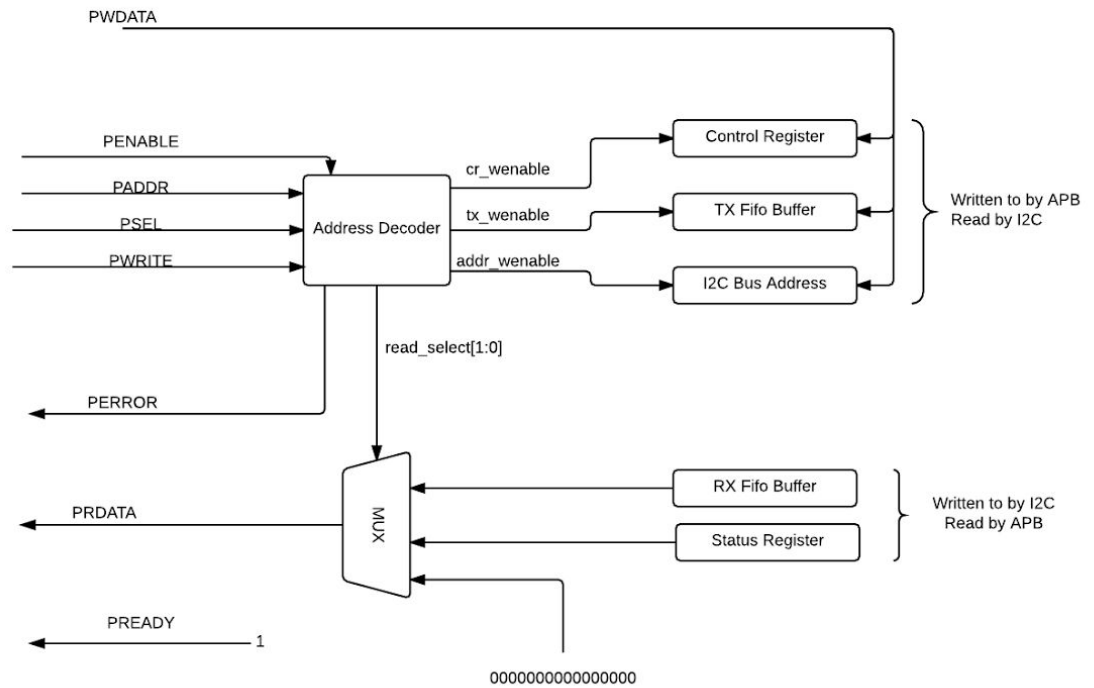 PWDATA
PENABLE
Control Register
cr_wenable
PADDR
Written to by APB
Read by I2C
TX Fifo Buffer
tx_wenable
PSEL
Address Decoder
PWRITE
addr_wenable
I2C Bus Address
read_select[1:0]
PERROR
RX Fifo Buffer
Written to by I2C
Read by APB
PRDATA
MUX
Status Register
PREADY
1
0000000000000000